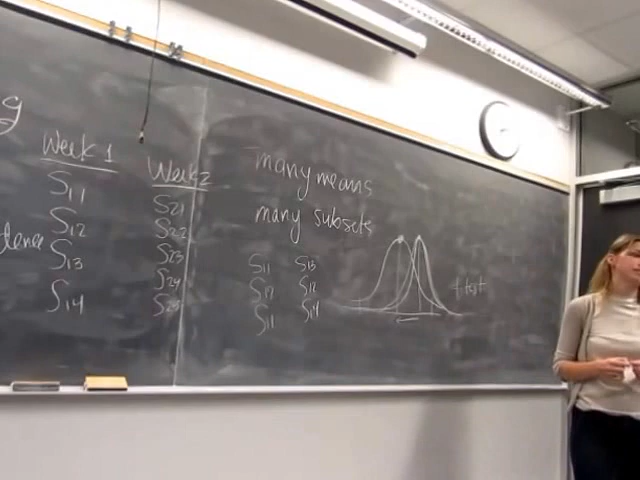 g
Week 1
S11
S12
S13
S14
Week 2
S21
S22
S23
S24
S25
many means
many subsets
S11 S13
S12 S12
S11 S14
t test